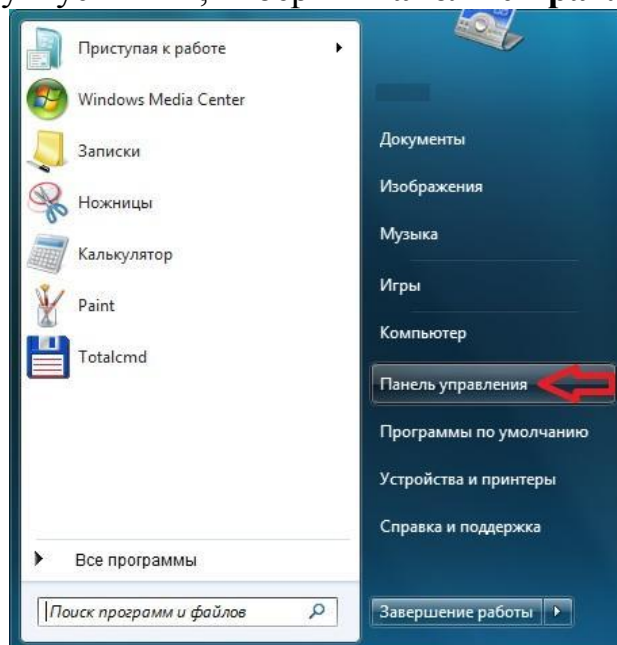 Приступая к работе
Windows Media Center
Записки
Ножницы
Калькулятор
Paint
Totalcmd
Все программы
Поиск программ и файлов
Документы
Изображения
Музыка
Игры
Компьютер
Панель управления
Программы по умолчанию
Устройства и принтеры
Справка и поддержка
Завершение работы